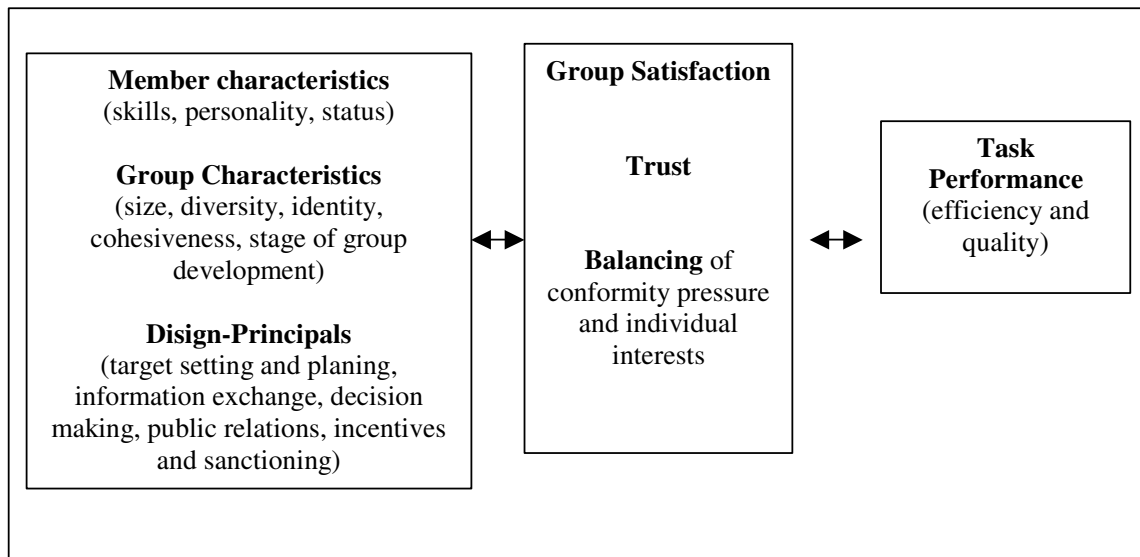 Member characteristics
(skills, personality, status)
Group Characteristics
(size, diversity, identity,
cohesiveness, stage of group
development)
Disign-Principals
(target setting and planing,
information exchange, decision
making, public relations, incentives
and sanctioning)
Group Satisfaction
Trust
Balancing of
conformity pressure
and individual
interests
Task
Performance
(efficiency and
quality)